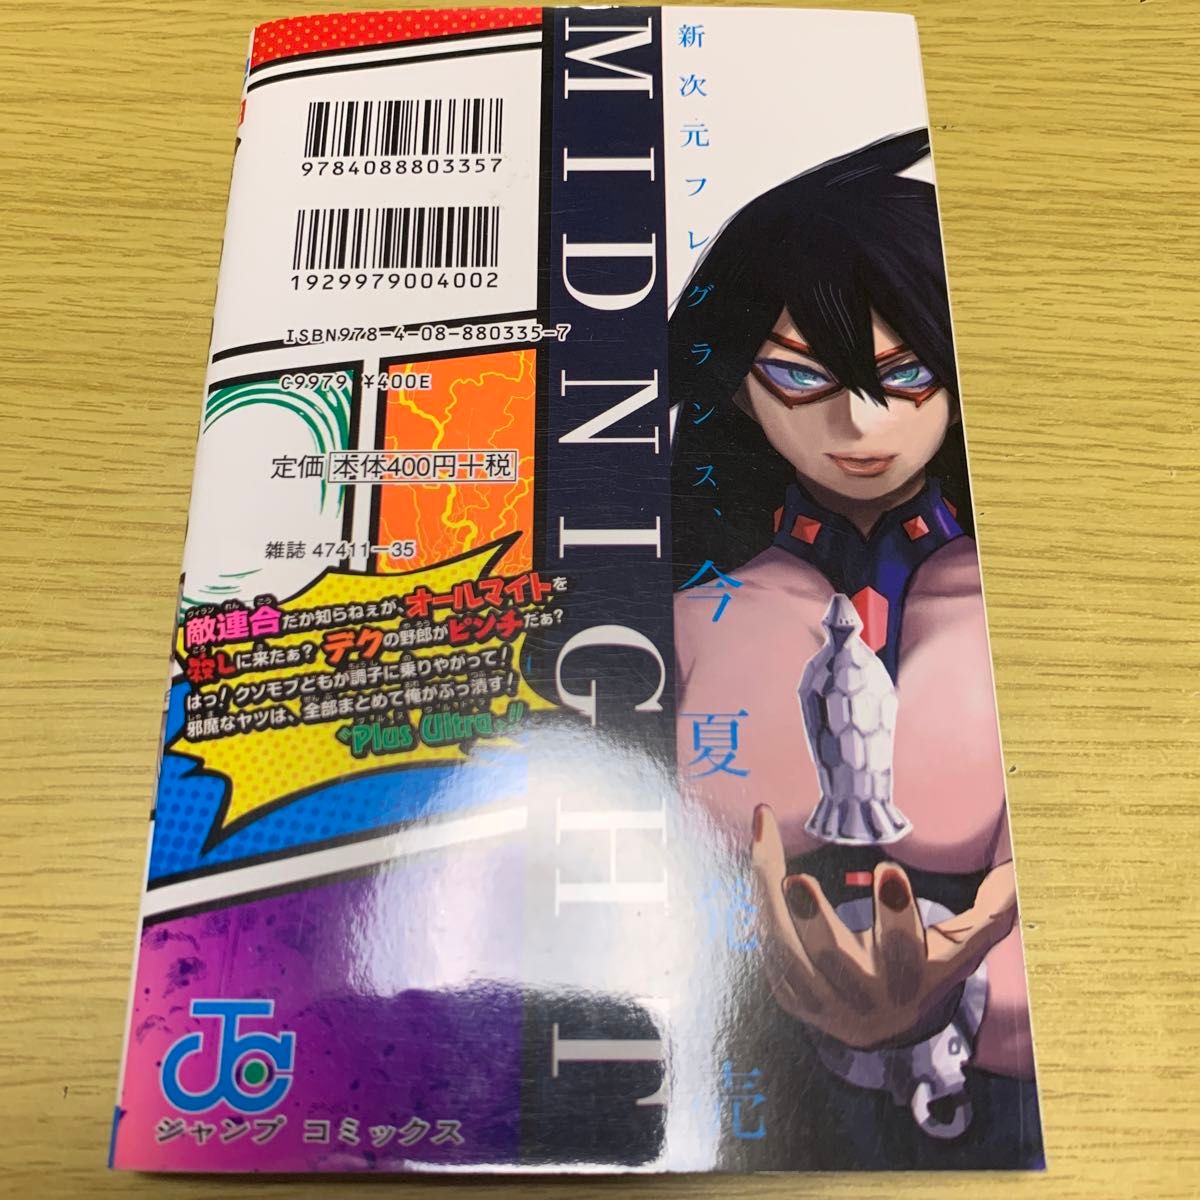 9784088803357
1929979004002
ISBN978-4-08-880335-7
C9979 ¥400E
定価 本体400円+税
雑誌 47411-35
敵連合だか知らねぇが、オールマイトを
殺しに来たぁ? デクの野郎がピンチだぁ?
はっ! クソモブどもが調子に乗りやがって!
邪魔なヤツは、全部まとめて俺がぶっ潰す!
"Plus Ultra"!!
JC
ジャンプ コミックス
MIDNIGHT
新次元フレグランス、今夏発売